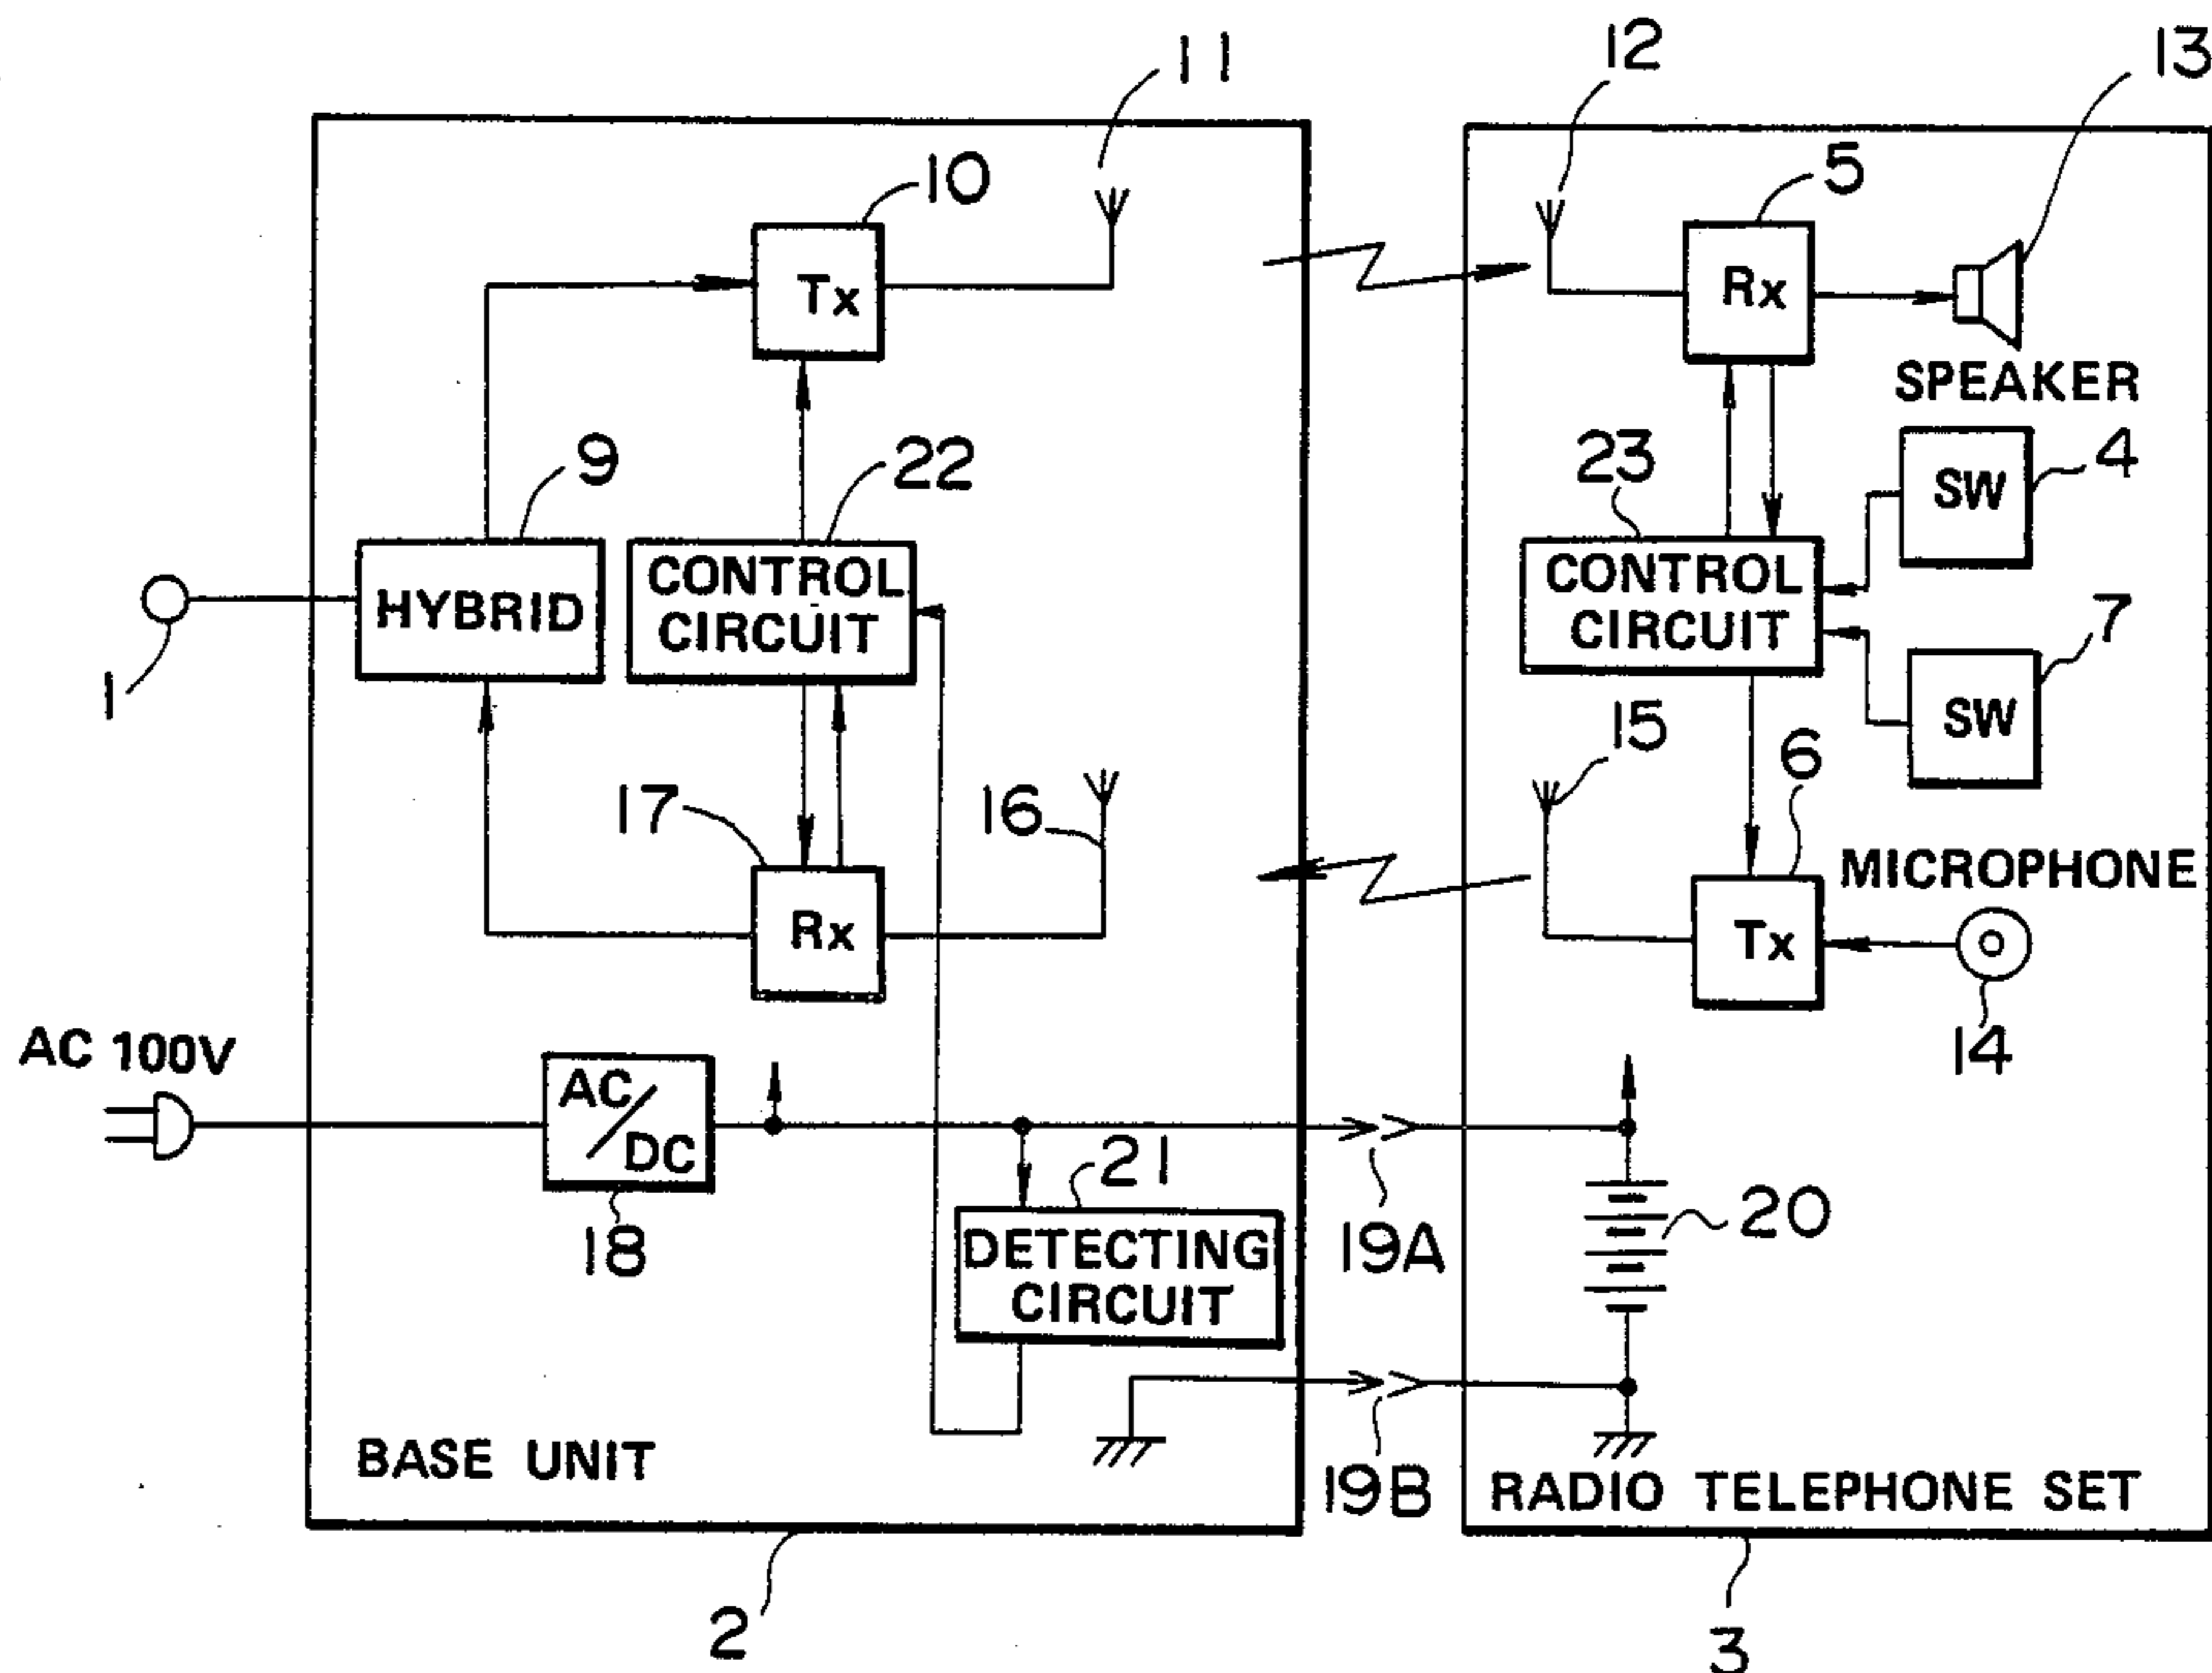 11
12
13
10
5
Tx
Rx
SPEAKER
9
22
23
SW
4
HYBRID
CONTROL
CIRCUIT
CONTROL
CIRCUIT
7
1
SW
15
6
17
16
MICROPHONE
Rx
Tx
14
AC 100V
AC/DC
18
21
19A
20
DETECTING
CIRCUIT
19B
BASE UNIT
RADIO TELEPHONE SET
2
3